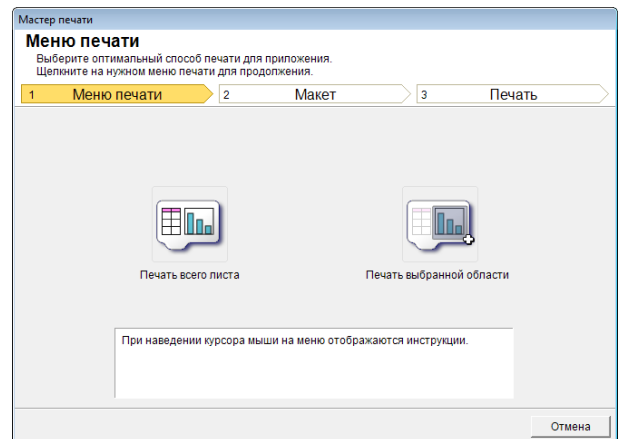 Мастер печати
Меню печати
Выберите оптимальный способ печати для приложения.
Щелкните на нужном меню печати для продолжения.
1 Меню печати 2 Макет 3 Печать
Печать всего листа Печать выбранной области
При наведении курсора мыши на меню отображаются инструкции.
Отмена